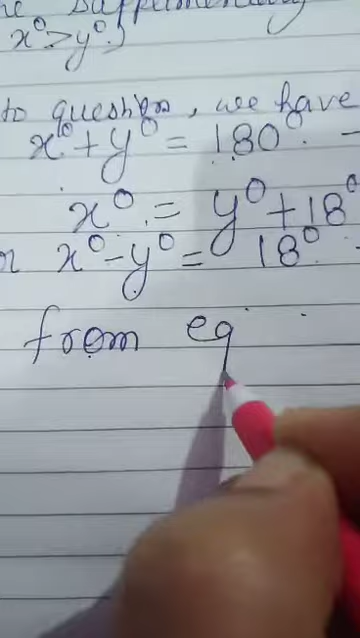 x° > y°.)
to question, we have
x° + y° = 180°. -
x° = y° + 18°
x° - y° = 18°. -
from eq